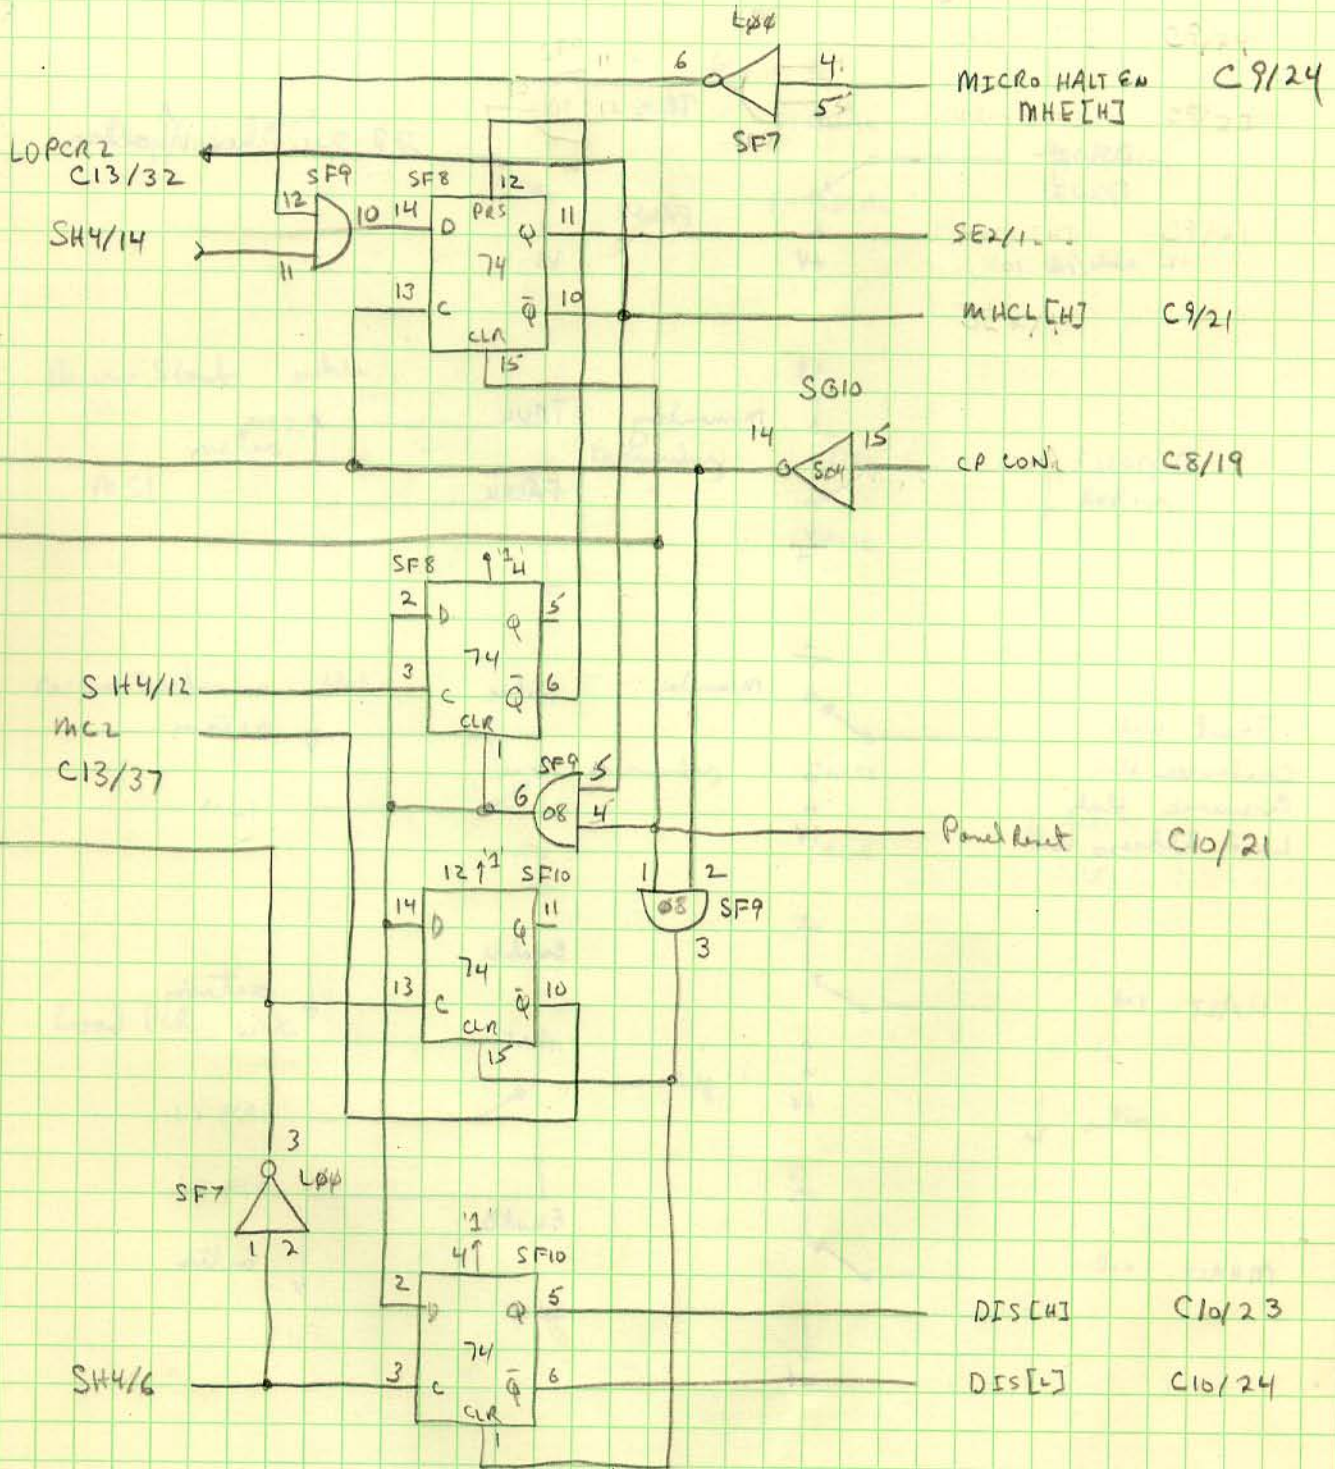 LØØ
6
4
5
MICRO HALT EN
MHE[H]
C9/24
SF7
LOPCR2
C13/32
SF9
SF8
12
12
PRS
SH4/14
10
14
D
Q
11
SE2/1
11
74
13
C
Q̄
10
MHCL[H]
C9/21
CLR
15
SG10
14
15
S04
CP CON
C8/19
SF8
'1'
4
2
D
Q
5
74
SH4/12
3
C
Q̄
6
MC2
C13/37
CLR
1
SF9
5
6
08
4
Panel Reset
C10/21
12
'1'
SF10
1
2
14
D
Q
11
08
SF9
3
74
13
C
Q̄
10
CLR
15
3
SF7
LØØ
1
2
'1'
4
SF10
2
D
Q
5
DIS[H]
C10/23
74
SH4/6
3
C
Q̄
6
DIS[L]
C10/24
CLR
1